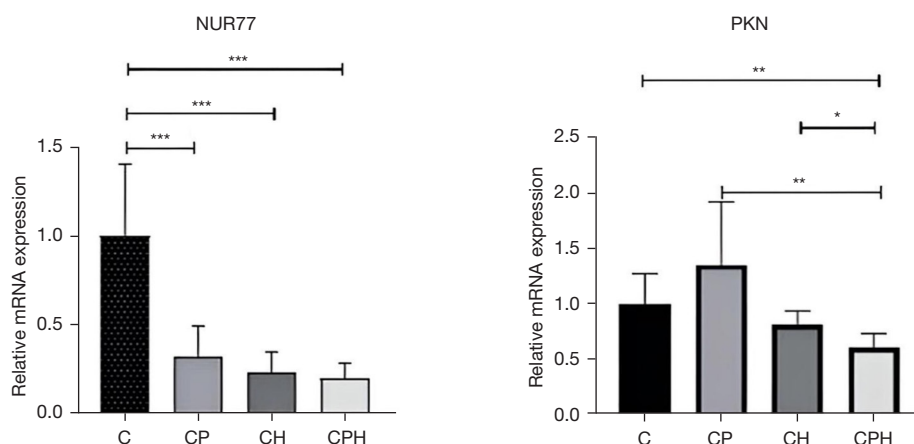 NUR77
***
***
***
Relative mRNA expression
1.5
1.0
0.5
0.0
C CP CH CPH
PKN
**
*
**
Relative mRNA expression
2.5
2.0
1.5
1.0
0.5
0.0
C CP CH CPH